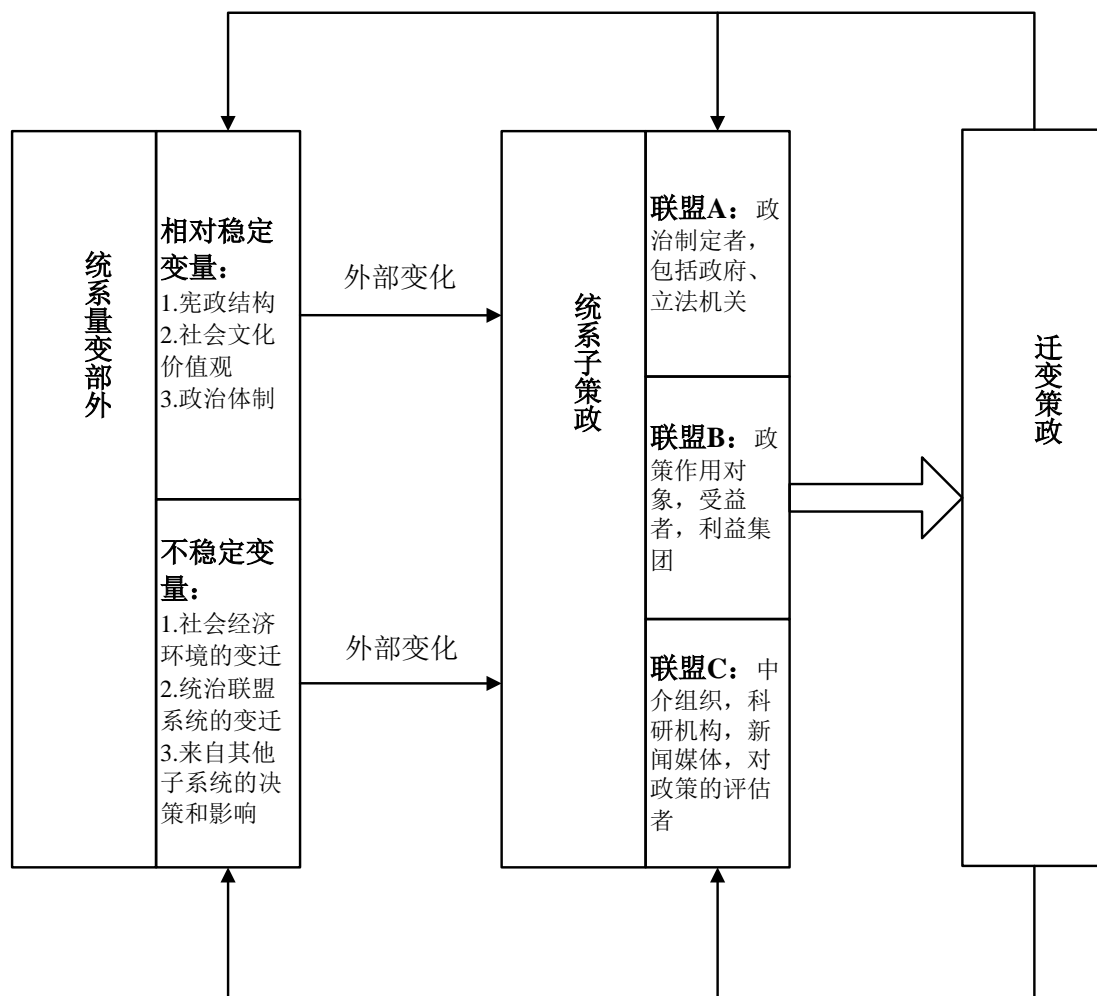 统系量变部外
相对稳定
变量：
1.宪政结构
2.社会文化
价值观
3.政治体制
不稳定变
量：
1.社会经济
环境的变迁
2.统治联盟
系统的变迁
3.来自其他
子系统的决
策和影响
外部变化
外部变化
统系子策政
联盟A：政
治制定者，
包括政府、
立法机关
联盟B：政
策作用对
象，受益
者，利益集
团
联盟C：中
介组织，科
研机构，新
闻媒体，对
政策的评估
者
迁变策政